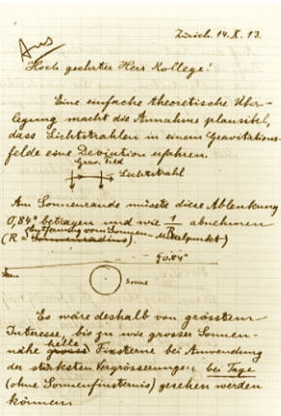 Zürich. 14. X. 13.
Hoch geehrter Herr Kollege!
Eine einfache theoretische Über-
legung macht die Annahme plausibel,
dass Lichtstrahlen in einem Gravitations-
felde eine Deviation erfahren.
Grav. Feld
Lichtstrahl
Am Sonnenrande müsste diese Ablenkung
0,84" betragen und wie 1/R abnehmen
(R = Entfernung vom Sonnen-Mittelpunkt)
0.84"
Sonne
Es wäre deshalb von grösstem
Interesse, bis zu wie grosser Sonnen-
nähe helle Fixsterne bei Anwendung
der stärksten Vergrösserungen bei Tage
(ohne Sonnenfinsternis) gesehen werden
können.